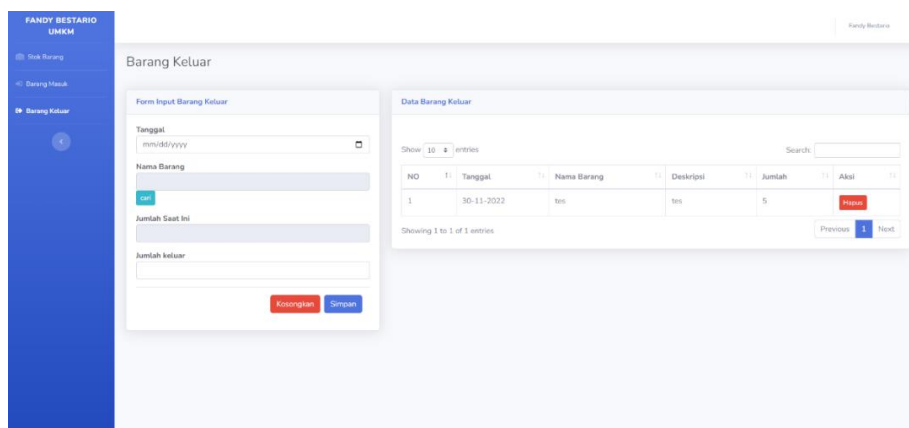 FANDY BESTARIO
UMKM
Stok Barang
Barang Masuk
Barang Keluar
Fandy Bestario
Barang Keluar
Form Input Barang Keluar
Tanggal
mm/dd/yyyy
Nama Barang
cari
Jumlah Saat Ini
Jumlah keluar
Kosongkan Simpan
Data Barang Keluar
Show 10 entries
Search:
NO Tanggal Nama Barang Deskripsi Jumlah Aksi
1 30-11-2022 tes tes 5 Hapus
Showing 1 to 1 of 1 entries
Previous 1 Next